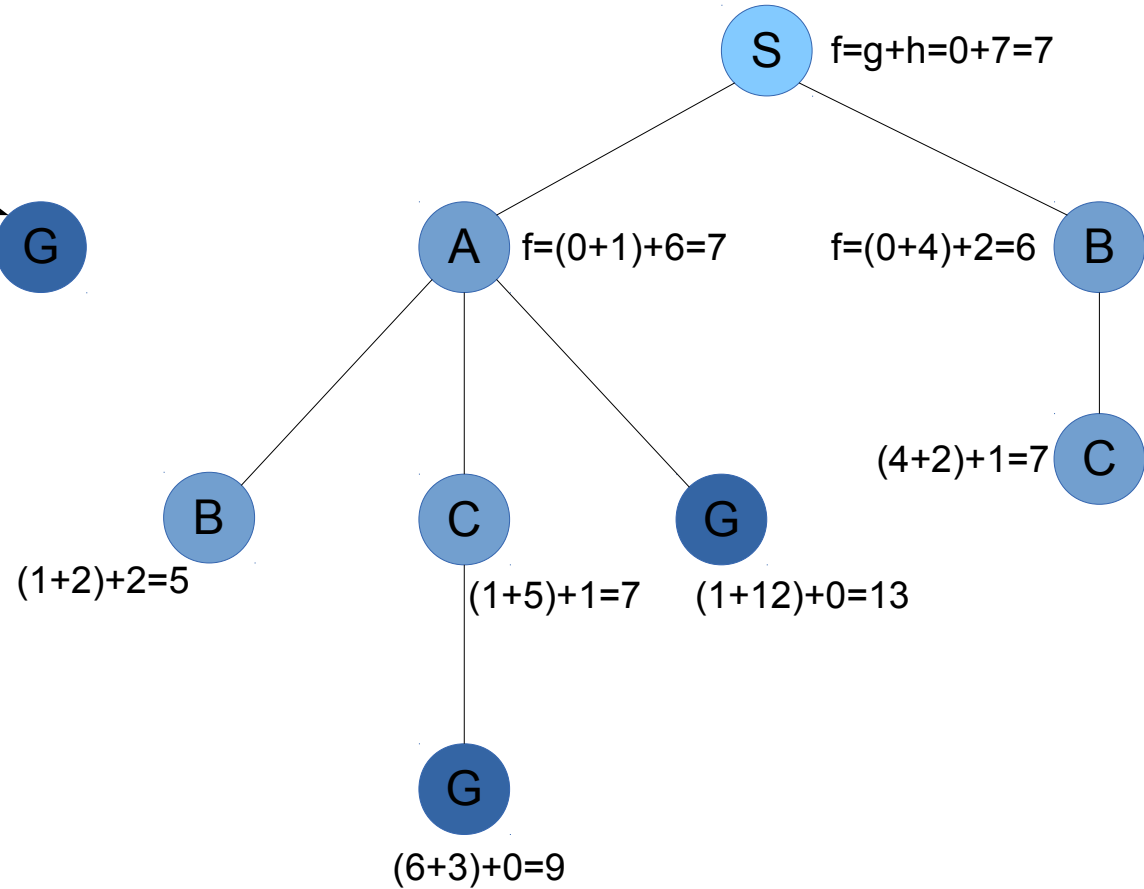 S f=g+h=0+7=7
G
A f=(0+1)+6=7
f=(0+4)+2=6 B
(4+2)+1=7 C
B
C
G
(1+2)+2=5
(1+5)+1=7
(1+12)+0=13
G
(6+3)+0=9